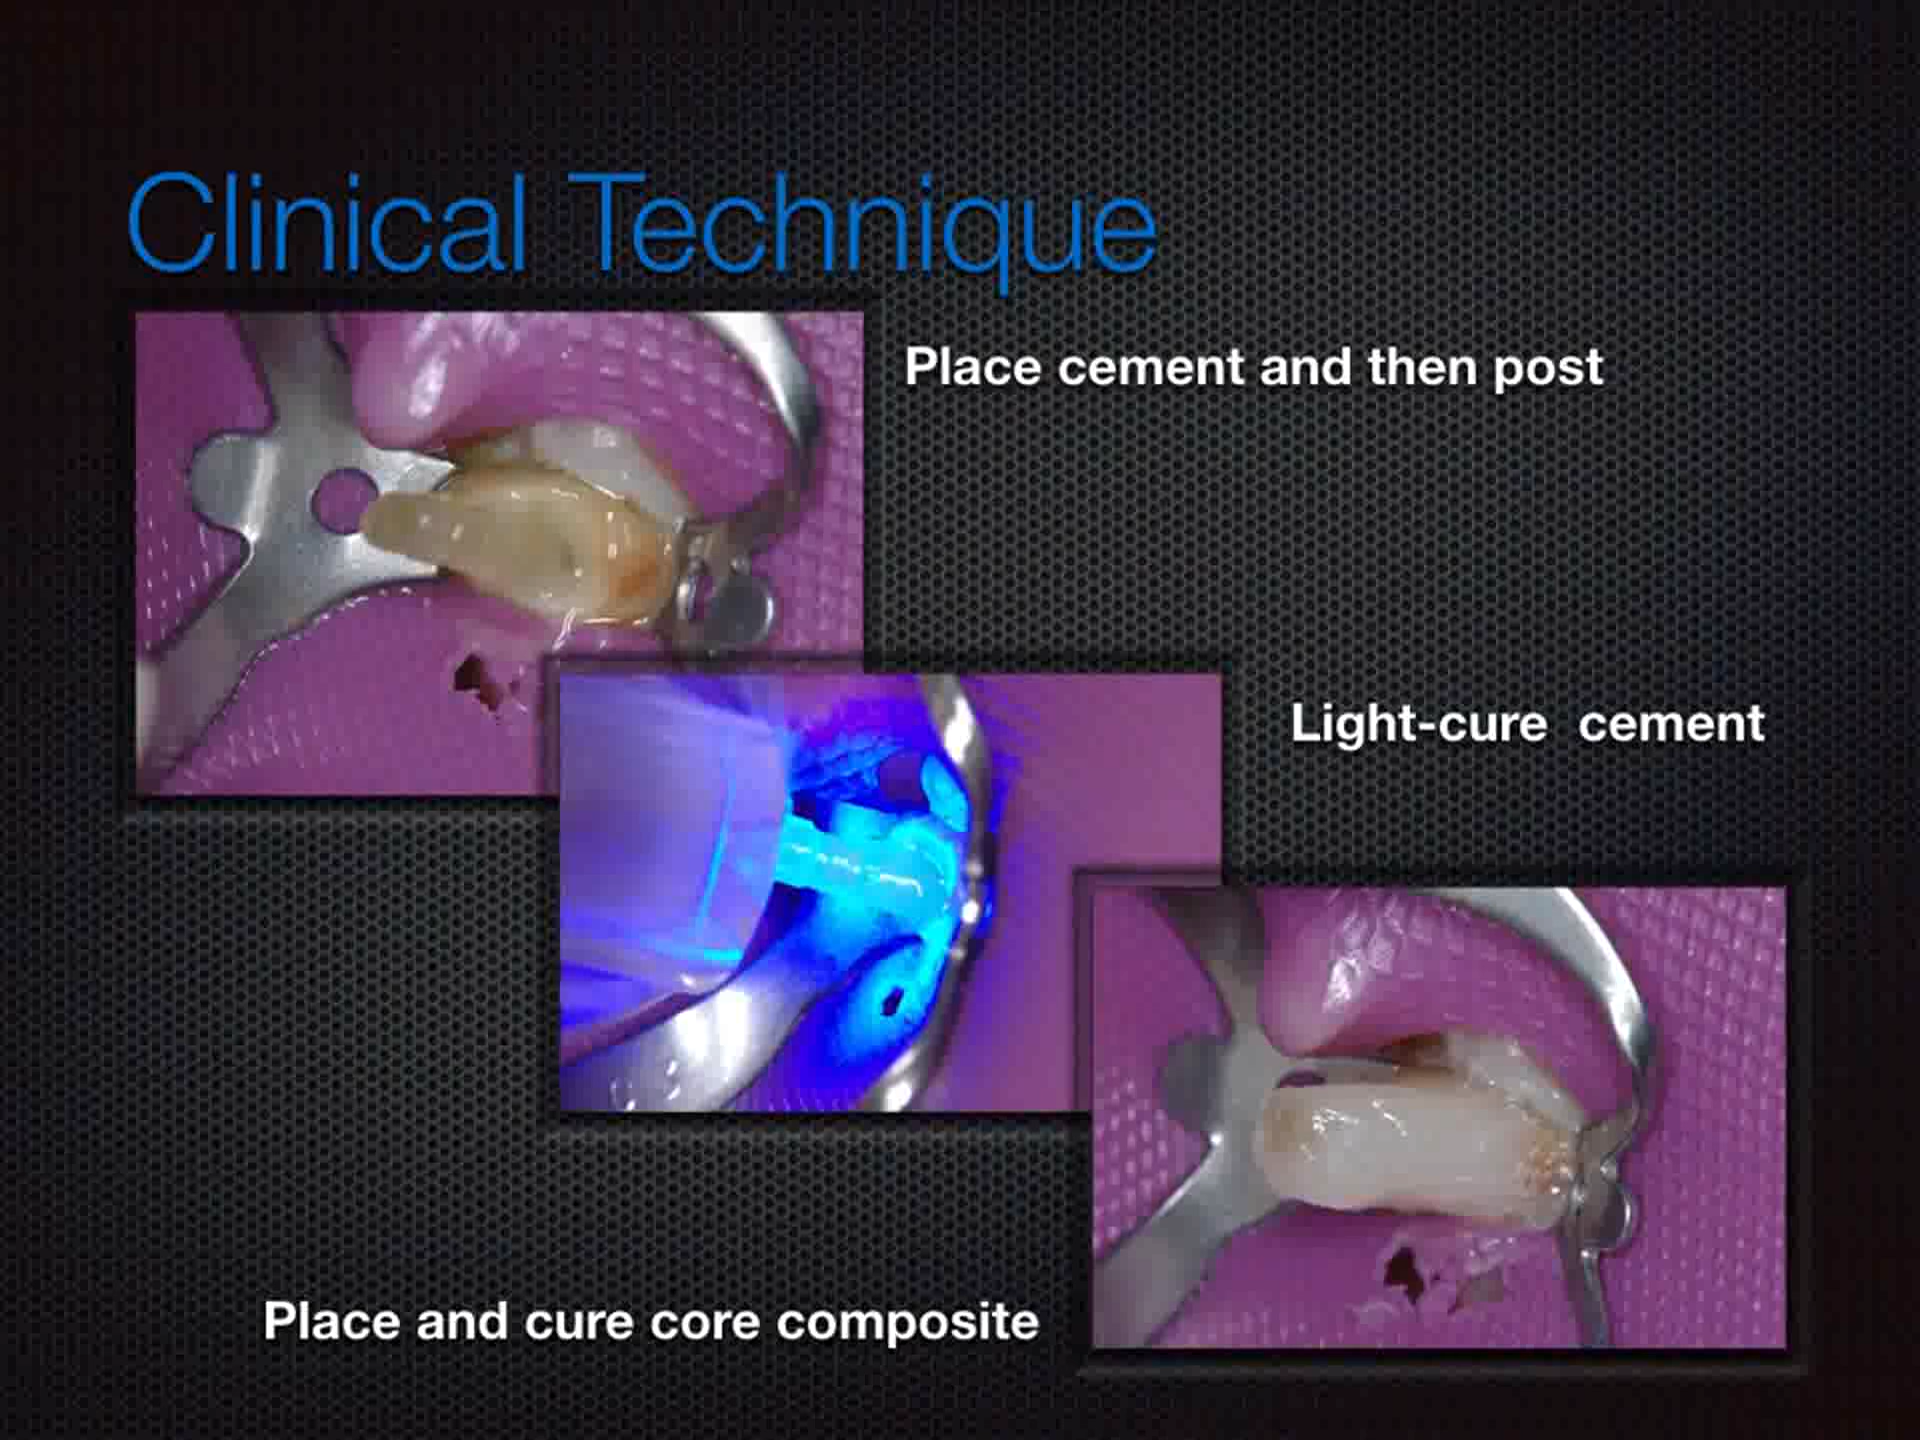 Clinical Technique
Place cement and then post
Light-cure cement
Place and cure core composite